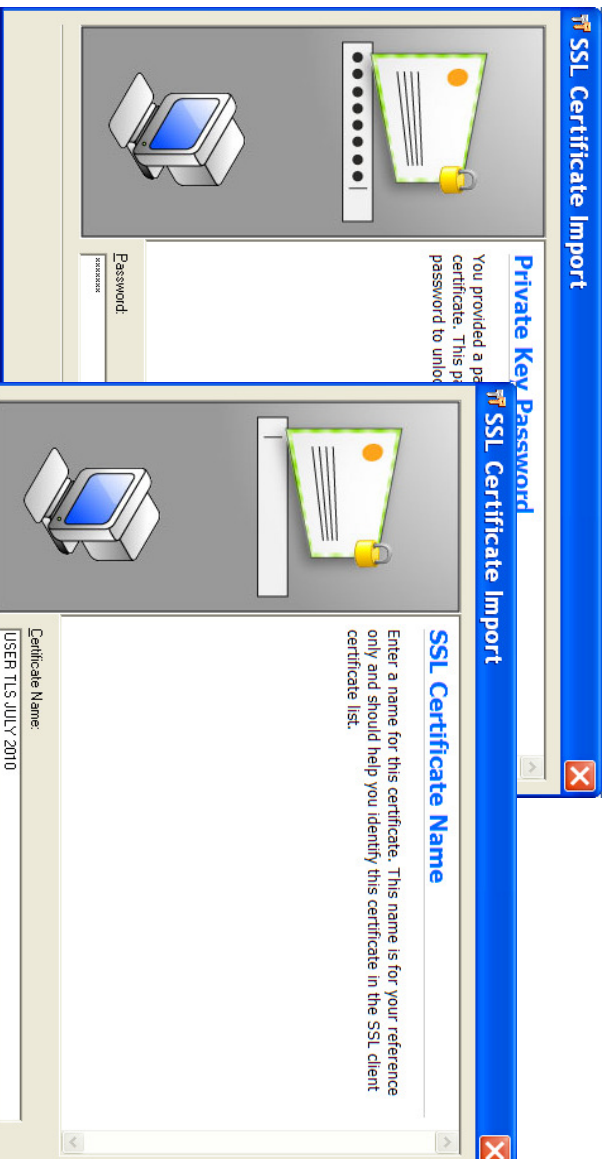 SSL Certificate Import
Private Key Password
You provided a pa
certificate. This pa
password to unloc
Password:
*******
SSL Certificate Import
SSL Certificate Name
Enter a name for this certificate. This name is for your reference
only and should help you identify this certificate in the SSL client
certificate list.
Certificate Name:
USER TLS JULY 2010